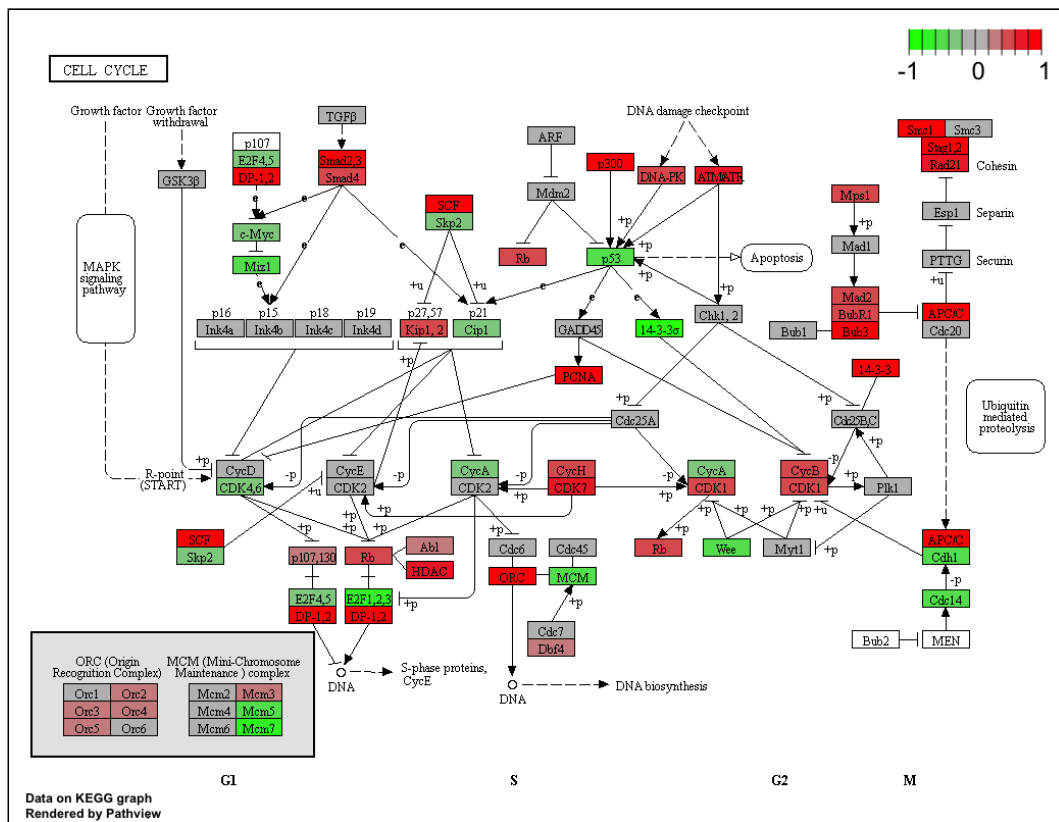 -1 0 1
CELL CYCLE
Growth factor
Growth factor
withdrawal
p107
E2F4,5
DP-1,2
TGFβ
GSK3β
Smad2,3
Smad4
ARF
DNA damage checkpoint
p300
DNA-PK
ATM/ATR
Mdm2
Smc1
Smc3
Stag1,2
Rad21
Cohesin
Mps1
Esp1
Separin
e
e
e
c-Myc
SCF
Skp2
Rb
+p
p53
+p
+p
+p
Apoptosis
+p
Mad1
PTTG
Securin
MAPK
signaling
pathway
e
Miz1
e
+u
e
+u
e
e
Mad2
BubR1
Bub3
Bub1
+u
APC/C
Cdc20
p16
Ink4a
p15
Ink4b
p18
Ink4c
p19
Ink4d
p27,57
Kip1, 2
p21
Cip1
GADD45
14-3-3σ
Chk1, 2
+p
PCNA
14-3-3
Ubiquitin
mediated
proteolysis
+p
Cdc25A
+p
Cdc25B,C
R-point
(START)
+p
CycD
CDK4,6
-p
CycE
CDK2
-p
+u
CycA
CDK2
-p
+p
CycH
CDK7
-p
+p
CycA
CDK1
CycB
CDK1
-p
+p
+p
Plk1
SCF
Skp2
+p
+p
+p
+p
+p
+p
+p
+p
+p
+u
p107,130
Rb
Abl
HDAC
Cdc6
Cdc45
ORC
MCM
Rb
Wee
Myt1
+p
APC/C
Cdh1
-p
Cdc14
E2F4,5
DP-1,2
E2F1,2,3
DP-1,2
+p
+p
Cdc7
Dbf4
Bub2
MEN
DNA
S-phase proteins,
CycE
DNA
DNA biosynthesis
ORC (Origin
Recognition Complex)
MCM (Mini-Chromosome
Maintenance ) complex
Orc1 Orc2
Orc3 Orc4
Orc5 Orc6
Mcm2 Mcm3
Mcm4 Mcm5
Mcm6 Mcm7
G1 S G2 M
Data on KEGG graph
Rendered by Pathview